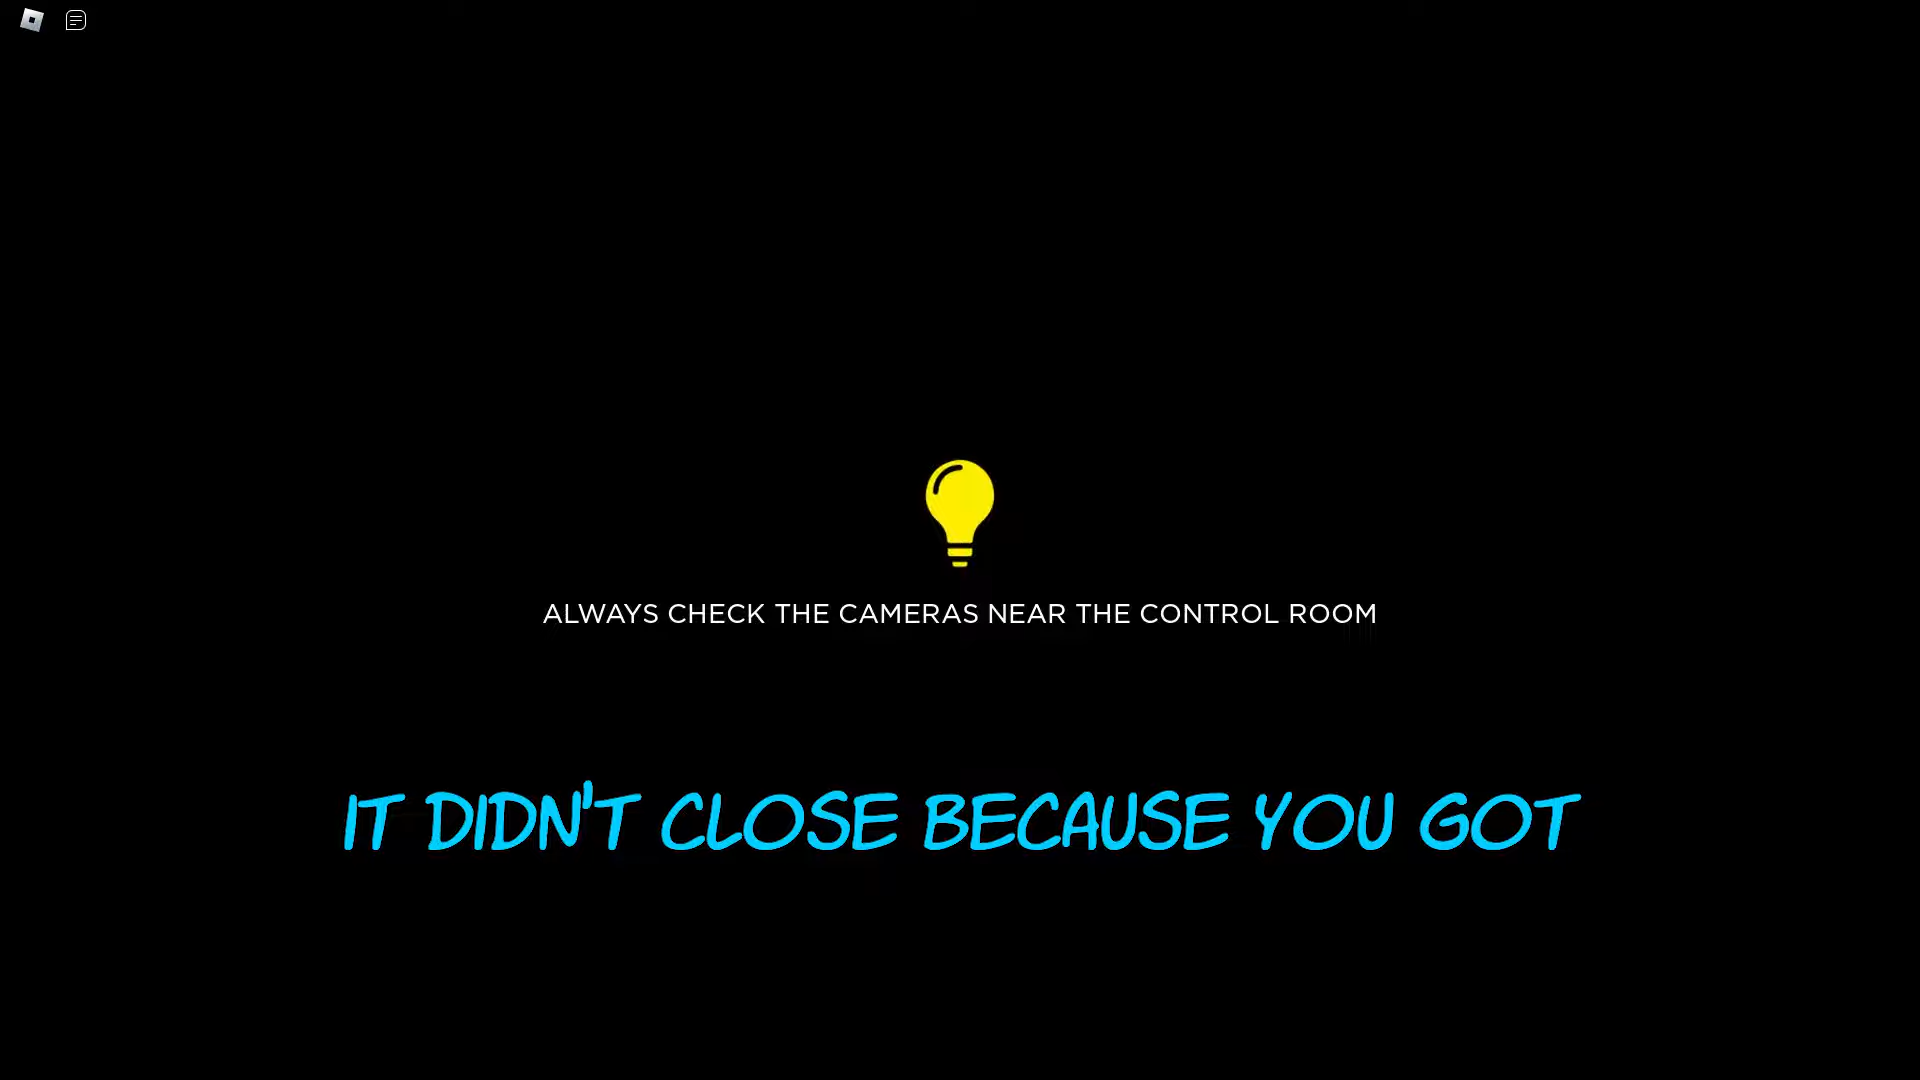 ALWAYS CHECK THE CAMERAS NEAR THE CONTROL ROOM
IT DIDN'T CLOSE BECAUSE YOU GOT